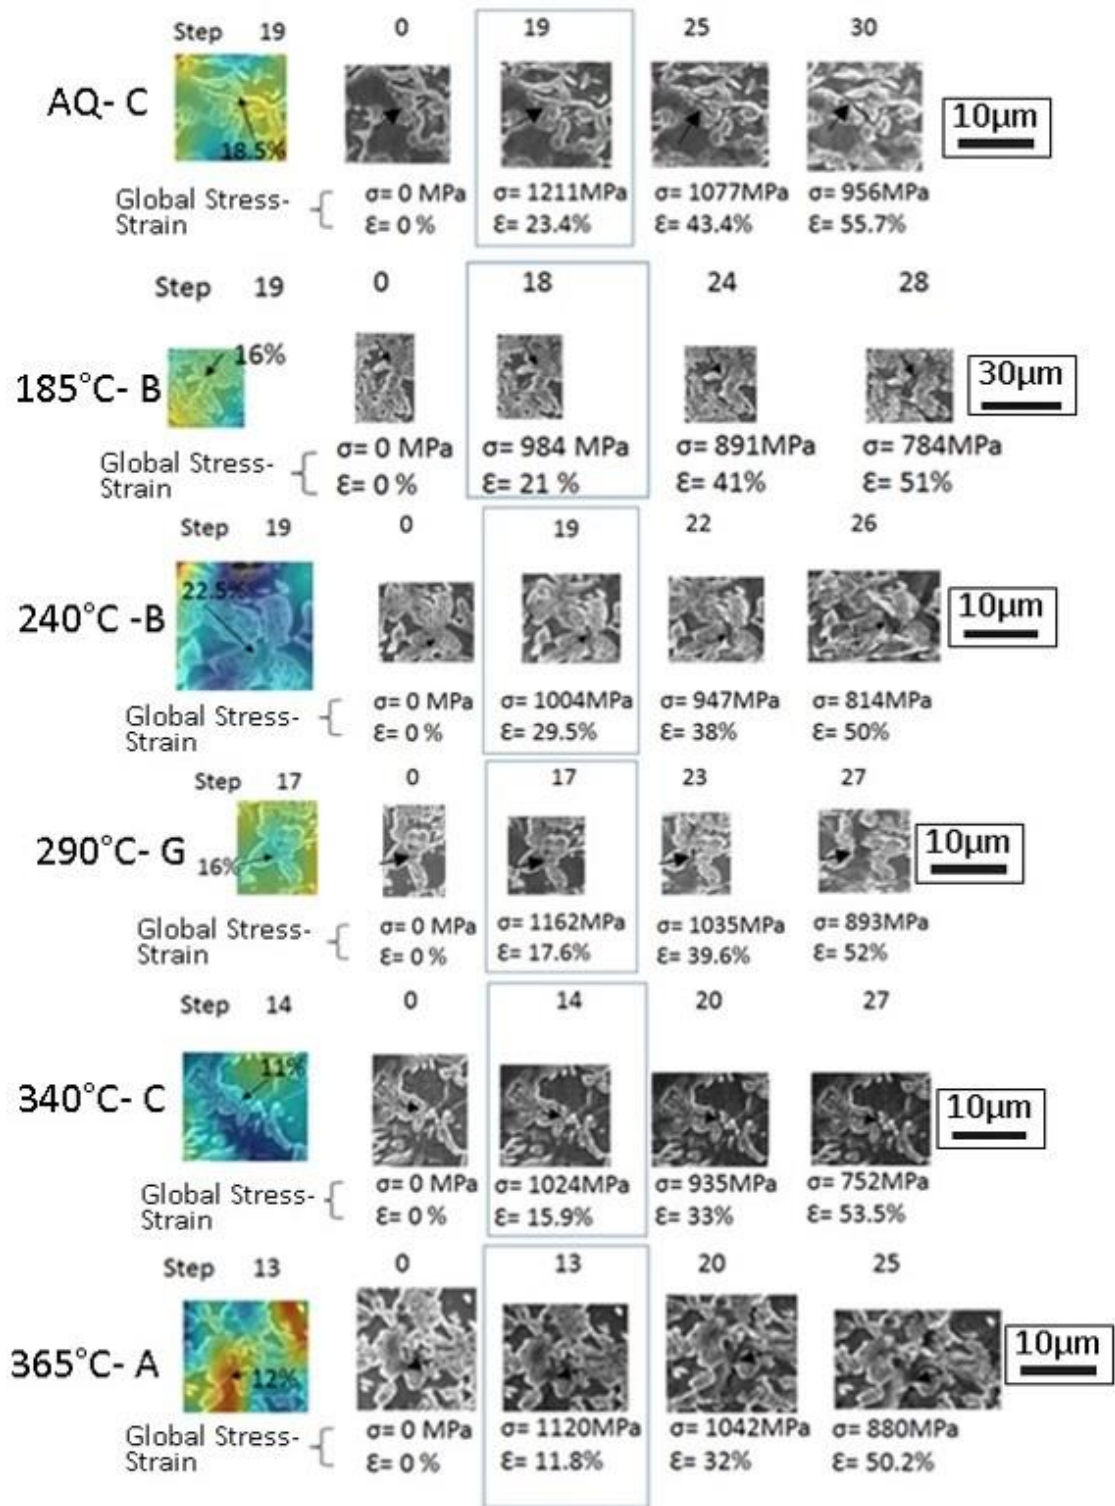 Step 19 0 19 25 30
AQ- C
18.5%
10μm
Global Stress-
Strain
σ= 0 MPa σ= 1211MPa σ= 1077MPa σ= 956MPa
Ɛ= 0 % Ɛ= 23.4% Ɛ= 43.4% Ɛ= 55.7%
Step 19 0 18 24 28
185°C- B
16%
30μm
Global Stress-
Strain
σ= 0 MPa σ= 984 MPa σ= 891MPa σ= 784MPa
Ɛ= 0 % Ɛ= 21 % Ɛ= 41% Ɛ= 51%
Step 19 0 19 22 26
240°C -B
22.5%
10μm
Global Stress-
Strain
σ= 0 MPa σ= 1004MPa σ= 947MPa σ= 814MPa
Ɛ= 0 % Ɛ= 29.5% Ɛ= 38% Ɛ= 50%
Step 17 0 17 23 27
290°C- G
16%
10μm
Global Stress-
Strain
σ= 0 MPa σ= 1162MPa σ= 1035MPa σ= 893MPa
Ɛ= 0 % Ɛ= 17.6% Ɛ= 39.6% Ɛ= 52%
Step 14 0 14 20 27
340°C- C
11%
10μm
Global Stress-
Strain
σ= 0 MPa σ= 1024MPa σ= 935MPa σ= 752MPa
Ɛ= 0 % Ɛ= 15.9% Ɛ= 33% Ɛ= 53.5%
Step 13 0 13 20 25
365°C- A
12%
10μm
Global Stress-
Strain
σ= 0 MPa σ= 1120MPa σ= 1042MPa σ= 880MPa
Ɛ= 0 % Ɛ= 11.8% Ɛ= 32% Ɛ= 50.2%